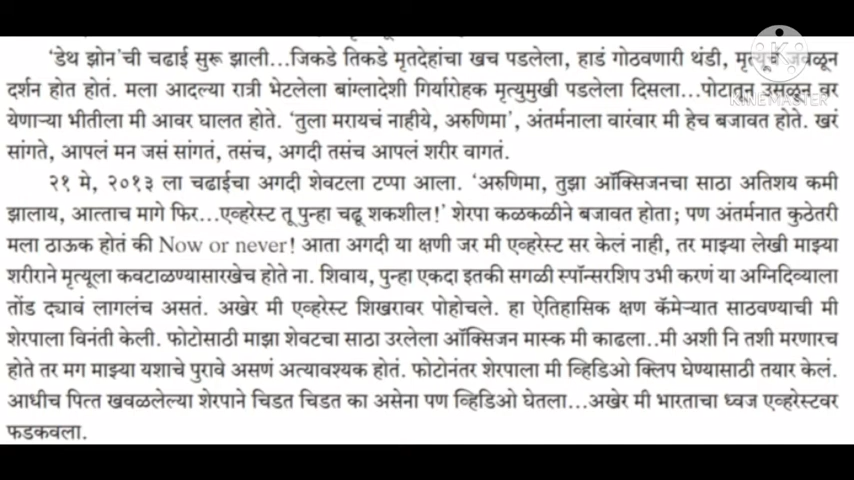 'डेथ झोन'ची चढाई सुरू झाली...जिकडे तिकडे मृतदेहांचा खच पडलेला, हाडं गोठवणारी थंडी, मृत्यूचं जवळून
दर्शन होत होतं. मला आदल्या रात्री भेटलेला बांग्लादेशी गिर्यारोहक मृत्युमुखी पडलेला दिसला...पोटातून उसळून वर
येणाऱ्या भीतीला मी आवर घालत होते. 'तुला मरायचं नाहीये, अरुणिमा', अंतर्मनाला वारंवार मी हेच बजावत होते. खरं
सांगते, आपलं मन जसं सांगतं, तसंच, अगदी तसंच आपलं शरीर वागतं.
२१ मे, २०१३ ला चढाईचा अगदी शेवटला टप्पा आला. 'अरुणिमा, तुझा ऑक्सिजनचा साठा अतिशय कमी
झालाय, आत्ताच मागे फिर...एव्हरेस्ट तू पुन्हा चढू शकशील!' शेरपा कळकळीने बजावत होता; पण अंतर्मनात कुठेतरी
मला ठाऊक होतं की Now or never! आता अगदी या क्षणी जर मी एव्हरेस्ट सर केलं नाही, तर माझ्या लेखी माझ्या
शरीराने मृत्यूला कवटाळण्यासारखेच होते ना. शिवाय, पुन्हा एकदा इतकी सगळी स्पॉन्सरशिप उभी करणं या अग्निदिव्याला
तोंड द्यावं लागलंच असतं. अखेर मी एव्हरेस्ट शिखरावर पोहोचले. हा ऐतिहासिक क्षण कॅमेऱ्यात साठवण्याची मी
शेरपाला विनंती केली. फोटोसाठी माझा शेवटचा साठा उरलेला ऑक्सिजन मास्क मी काढला..मी अशी नि तशी मरणारच
होते तर मग माझ्या यशाचे पुरावे असणं अत्यावश्यक होतं. फोटोनंतर शेरपाला मी व्हिडिओ क्लिप घेण्यासाठी तयार केलं.
आधीच पित्त खवळलेल्या शेरपाने चिडत चिडत का असेना पण व्हिडिओ घेतला...अखेर मी भारताचा ध्वज एव्हरेस्टवर
फडकवला.
KINEMASTER